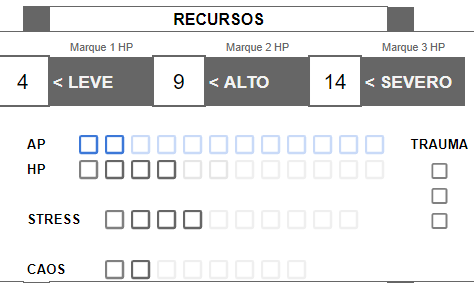 RECURSOS
Marque 1 HP Marque 2 HP Marque 3 HP
4 < LEVE 9 < ALTO 14 < SEVERO
AP TRAUMA
HP
STRESS
CAOS